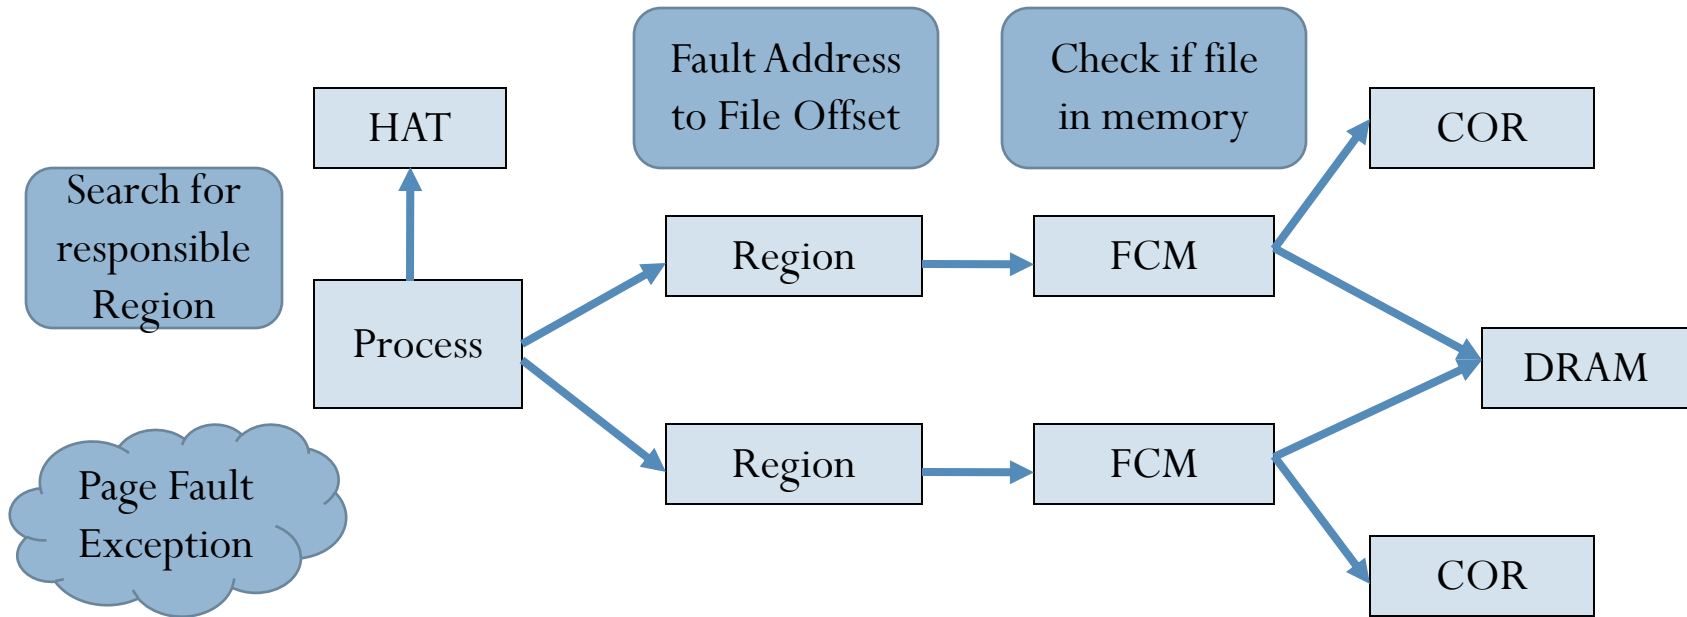 Fault Address
to File Offset
Check if file
in memory
HAT
COR
Search for
responsible
Region
Region
FCM
Process
DRAM
Region
FCM
Page Fault
Exception
COR